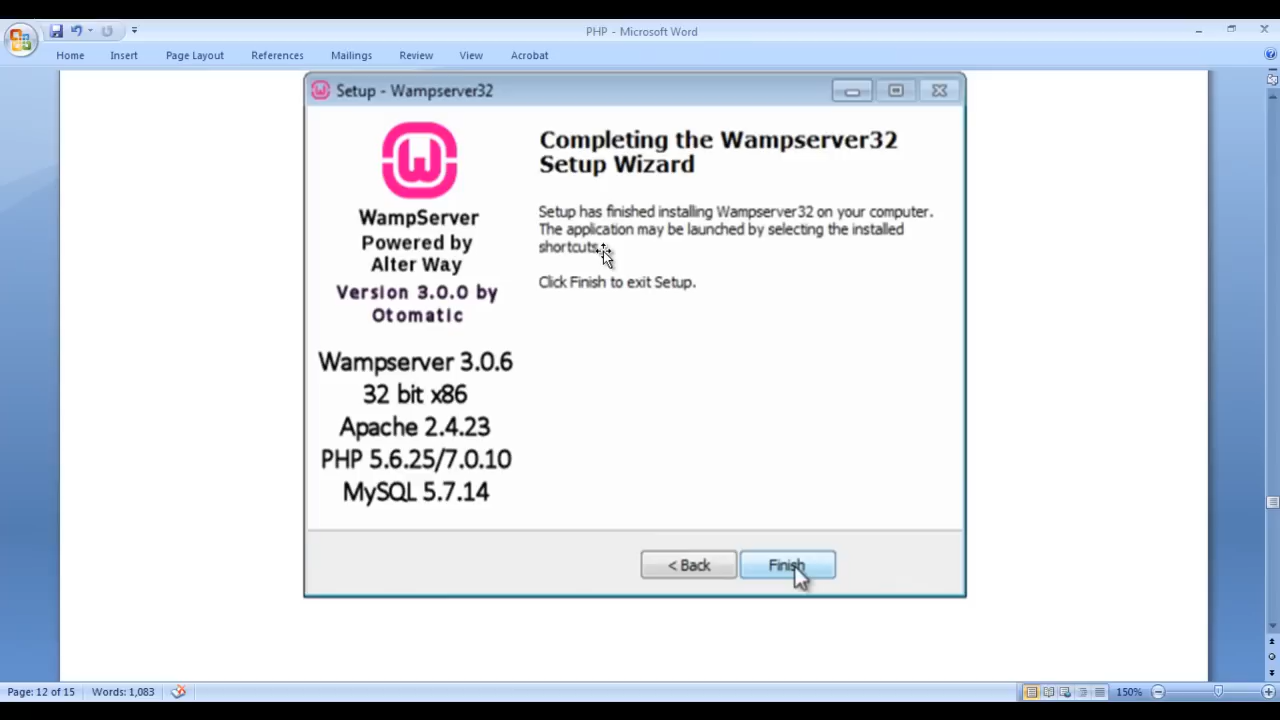 PHP - Microsoft Word
Home Insert Page Layout References Mailings Review View Acrobat
Setup - Wampserver32
WampServer
Powered by
Alter Way
Version 3.0.0 by
Otomatic
Wampserver 3.0.6
32 bit x86
Apache 2.4.23
PHP 5.6.25/7.0.10
MySQL 5.7.14
Completing the Wampserver32
Setup Wizard
Setup has finished installing Wampserver32 on your computer.
The application may be launched by selecting the installed
shortcuts.
Click Finish to exit Setup.
< Back Finish
Page: 12 of 15 Words: 1,083 150%